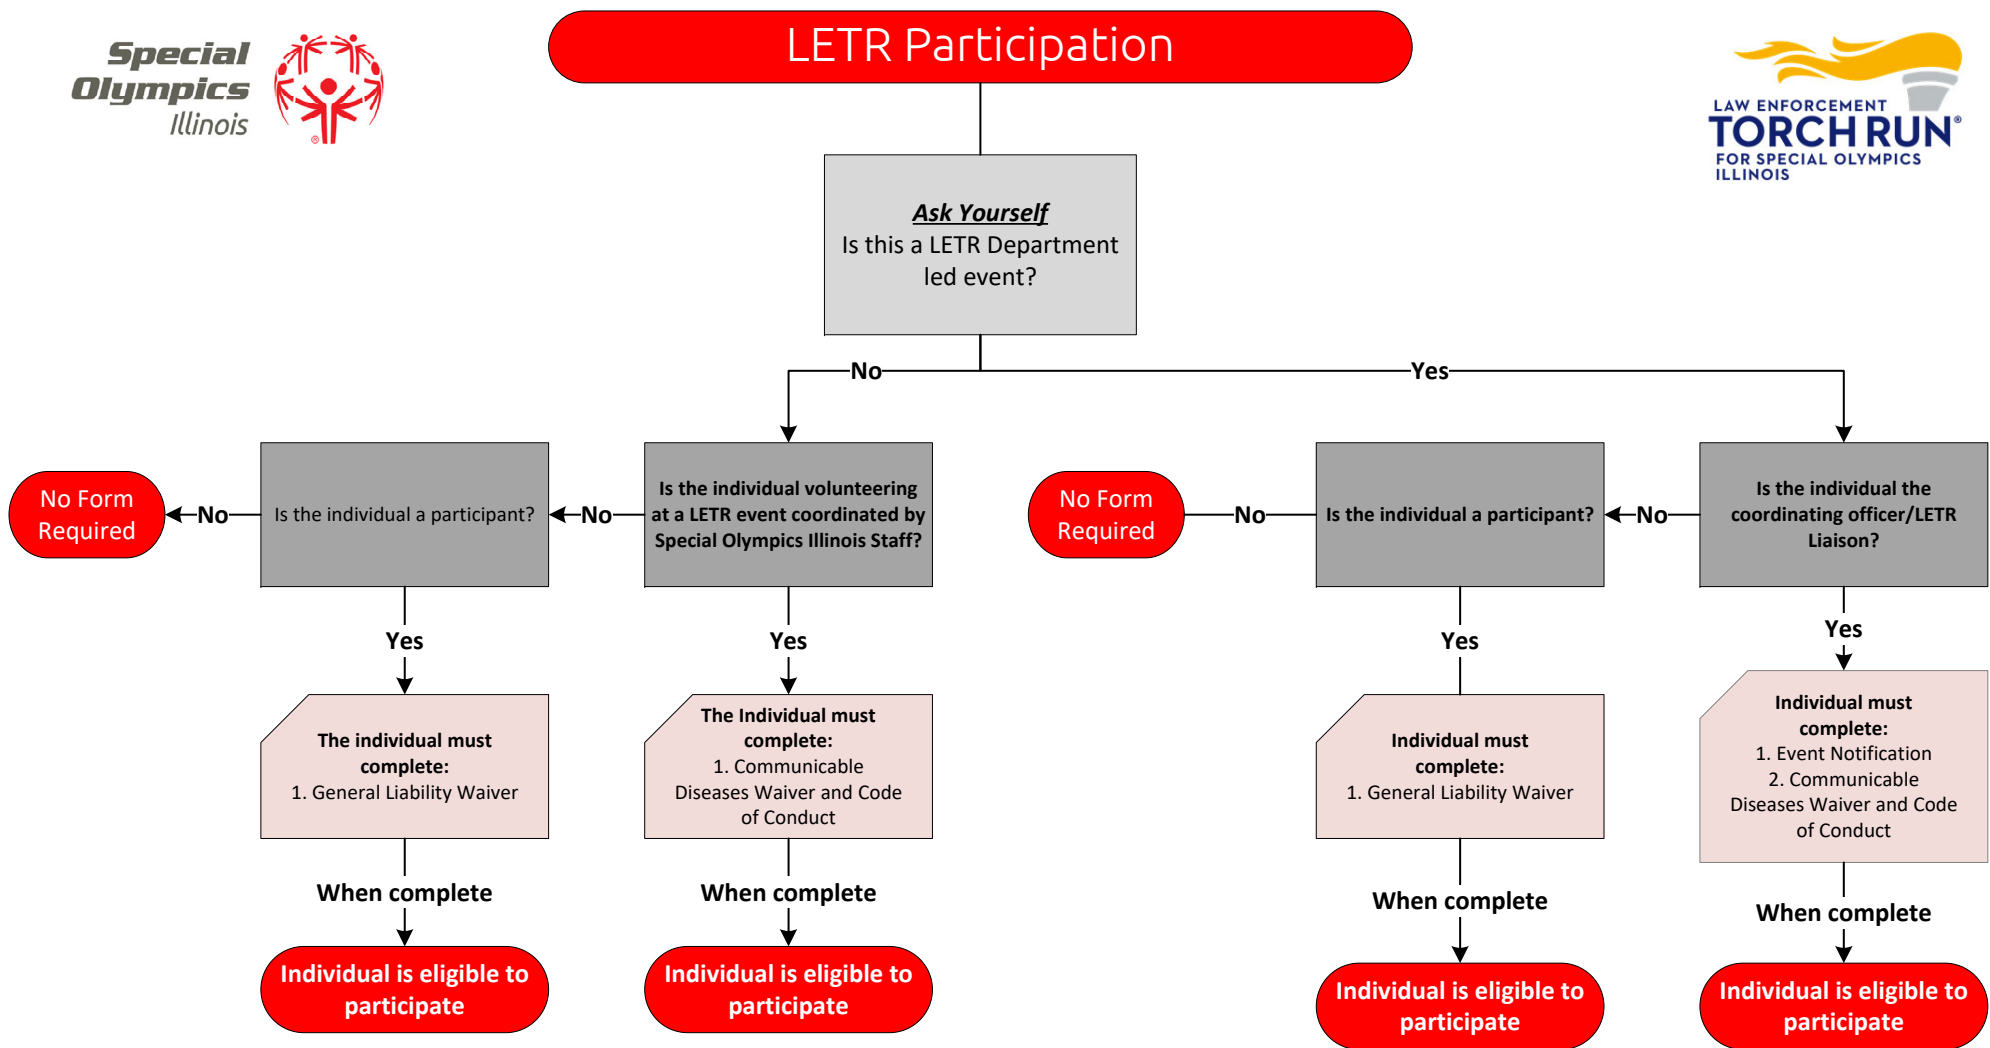 LETR Participation
Special
Olympics
Illinois
®
LAW ENFORCEMENT
TORCH RUN®
FOR SPECIAL OLYMPICS
ILLINOIS
Ask Yourself
Is this a LETR Department
led event?
No
Yes
No Form
Required
No
Is the individual a participant?
No
Is the individual volunteering
at a LETR event coordinated by
Special Olympics Illinois Staff?
No Form
Required
No
Is the individual a participant?
No
Is the individual the
coordinating officer/LETR
Liaison?
Yes
Yes
Yes
Yes
The individual must
complete:
1. General Liability Waiver
The Individual must
complete:
1. Communicable
Diseases Waiver and Code
of Conduct
Individual must
complete:
1. General Liability Waiver
Individual must
complete:
1. Event Notification
2. Communicable
Diseases Waiver and Code
of Conduct
When complete
When complete
When complete
When complete
Individual is eligible to
participate
Individual is eligible to
participate
Individual is eligible to
participate
Individual is eligible to
participate